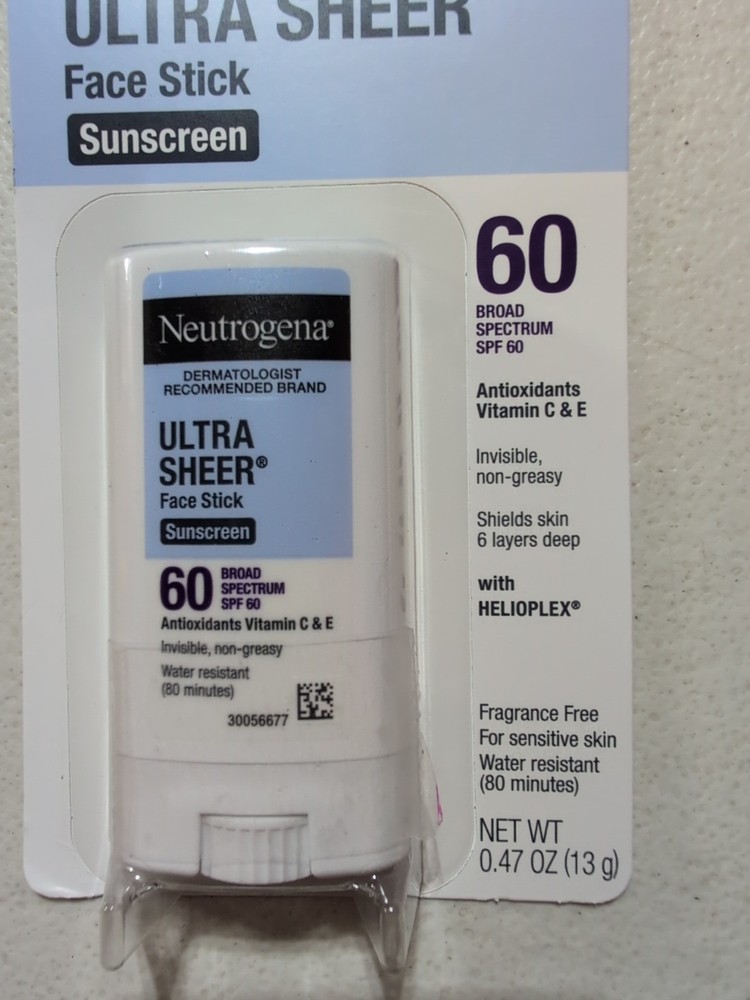 ULTRA SHEER
Face Stick
Sunscreen
Neutrogena®
DERMATOLOGIST
RECOMMENDED BRAND
ULTRA
SHEER®
Face Stick
Sunscreen
60
BROAD
SPECTRUM
SPF 60
Antioxidants Vitamin C & E
Invisible, non-greasy
Water resistant
(80 minutes)
30056677
60
BROAD
SPECTRUM
SPF 60
Antioxidants
Vitamin C & E
Invisible,
non-greasy
Shields skin
6 layers deep
with
HELIOPLEX®
Fragrance Free
For sensitive skin
Water resistant
(80 minutes)
NET WT
0.47 OZ (13 g)